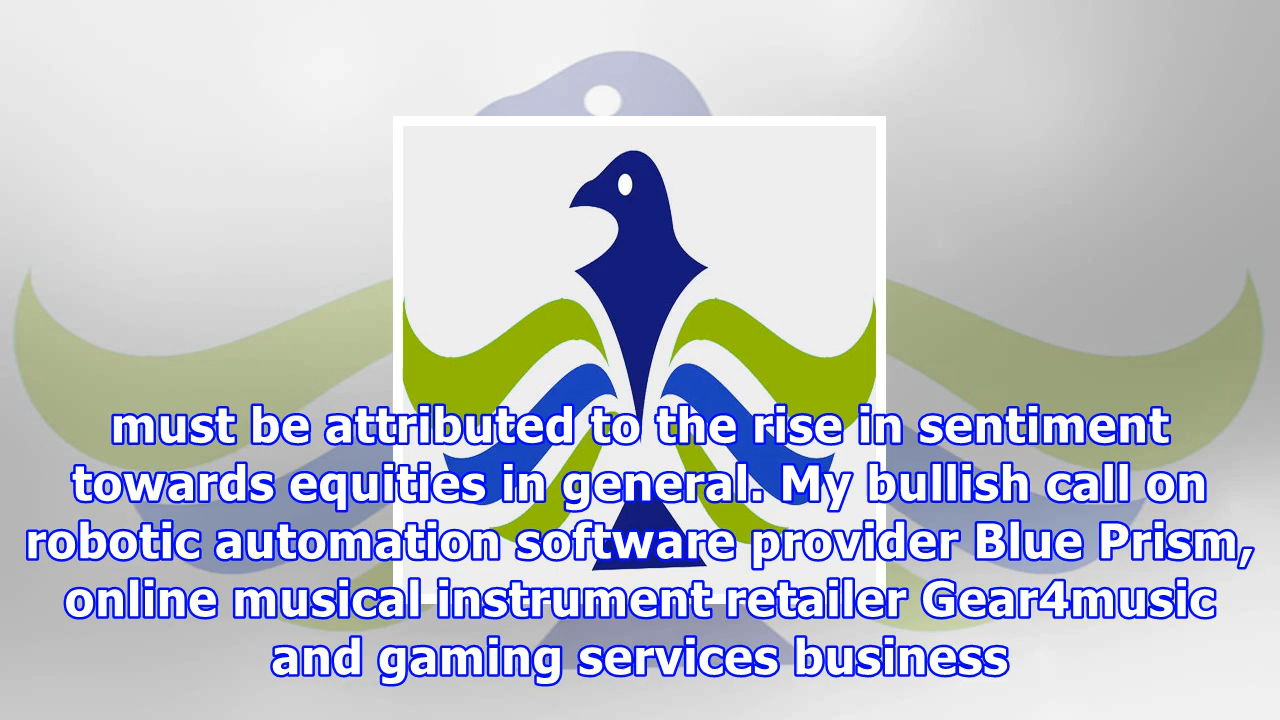 must be attributed to the rise in sentiment
towards equities in general. My bullish call on
robotic automation software provider Blue Prism,
online musical instrument retailer Gear4music
and gaming services business